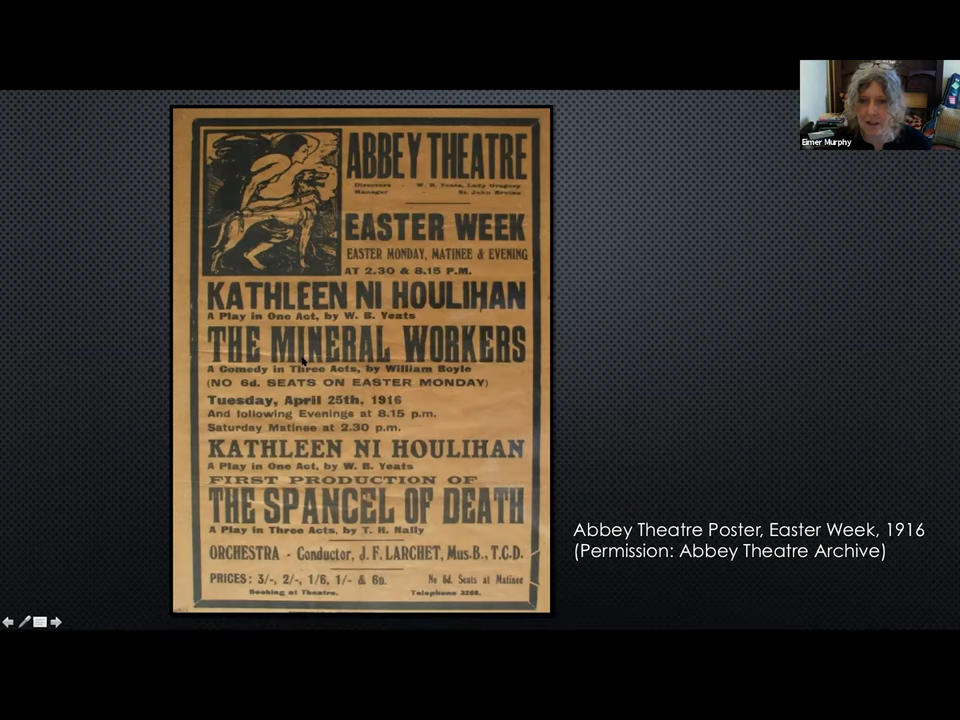 Eimer Murphy
ABBEY THEATRE
Directors - W. B. Yeats, Lady Gregory
Manager - St. John Ervine
EASTER WEEK
EASTER MONDAY, MATINEE & EVENING
AT 2.30 & 8.15 P.M.
KATHLEEN NI HOULIHAN
A Play in One Act, by W. B. Yeats
THE MINERAL WORKERS
A Comedy in Three Acts, by William Boyle
(NO 6d. SEATS ON EASTER MONDAY)
Tuesday, April 25th, 1916
And following Evenings at 8.15 p.m.
Saturday Matinee at 2.30 p.m.
KATHLEEN NI HOULIHAN
A Play in One Act, by W. B. Yeats
FIRST PRODUCTION OF
THE SPANCEL OF DEATH
A Play in Three Acts, by T. H. Nally
ORCHESTRA - Conductor, J. F. LARCHET, Mus. B., T.C.D.
PRICES: 3/-, 2/-, 1/6, 1/- & 6D. No 6d. Seats at Matinee
Booking at Theatre. Telephone 3268.
Abbey Theatre Poster, Easter Week, 1916
(Permission: Abbey Theatre Archive)